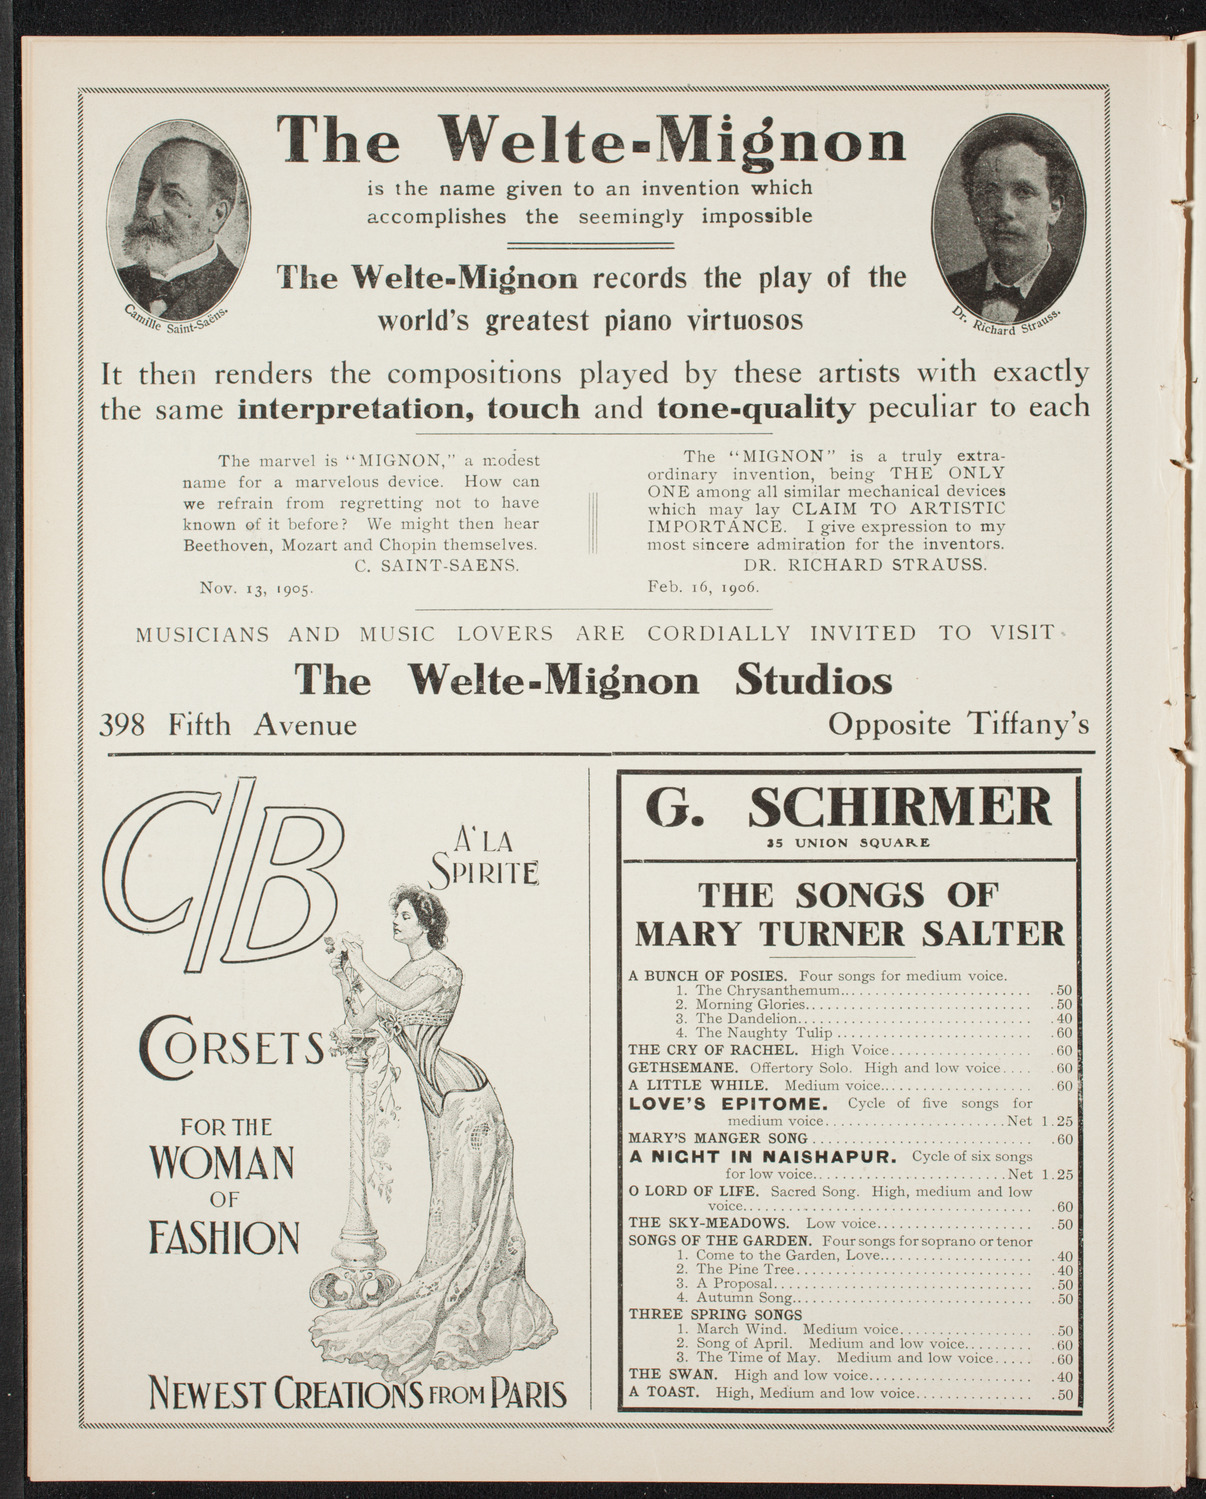 The Welte-Mignon
is the name given to an invention which
accomplishes the seemingly impossible
Camille Saint-Saëns.
Dr. Richard Strauss.
The Welte-Mignon records the play of the
world's greatest piano virtuosos
It then renders the compositions played by these artists with exactly
the same interpretation, touch and tone-quality peculiar to each
The marvel is "MIGNON," a modest
name for a marvelous device. How can
we refrain from regretting not to have
known of it before? We might then hear
Beethoven, Mozart and Chopin themselves.
C. SAINT-SAENS.
Nov. 13, 1905.
The "MIGNON" is a truly extra-
ordinary invention, being THE ONLY
ONE among all similar mechanical devices
which may lay CLAIM TO ARTISTIC
IMPORTANCE. I give expression to my
most sincere admiration for the inventors.
DR. RICHARD STRAUSS.
Feb. 16, 1906.
MUSICIANS AND MUSIC LOVERS ARE CORDIALLY INVITED TO VISIT
The Welte-Mignon Studios
398 Fifth Avenue Opposite Tiffany's
C/B
A' LA
SPIRITE
CORSETS
FOR THE
WOMAN
OF
FASHION
NEWEST CREATIONS FROM PARIS
G. SCHIRMER
35 UNION SQUARE
THE SONGS OF
MARY TURNER SALTER
A BUNCH OF POSIES. Four songs for medium voice.
1. The Chrysanthemum........................ .50
2. Morning Glories............................ .50
3. The Dandelion.............................. .40
4. The Naughty Tulip......................... .60
THE CRY OF RACHEL. High Voice.................. .60
GETHSEMANE. Offertory Solo. High and low voice.... .60
A LITTLE WHILE. Medium voice................... .60
LOVE'S EPITOME. Cycle of five songs for
medium voice.......................Net 1.25
MARY'S MANGER SONG............................ .60
A NIGHT IN NAISHAPUR. Cycle of six songs
for low voice........................Net 1.25
O LORD OF LIFE. Sacred Song. High, medium and low
voice..................................... .60
THE SKY-MEADOWS. Low voice.................... .50
SONGS OF THE GARDEN. Four songs for soprano or tenor
1. Come to the Garden, Love................... .40
2. The Pine Tree.............................. .40
3. A Proposal................................. .50
4. Autumn Song............................... .50
THREE SPRING SONGS
1. March Wind. Medium voice................. .50
2. Song of April. Medium and low voice......... .60
3. The Time of May. Medium and low voice..... .60
THE SWAN. High and low voice..................... .40
A TOAST. High, Medium and low voice............... .50